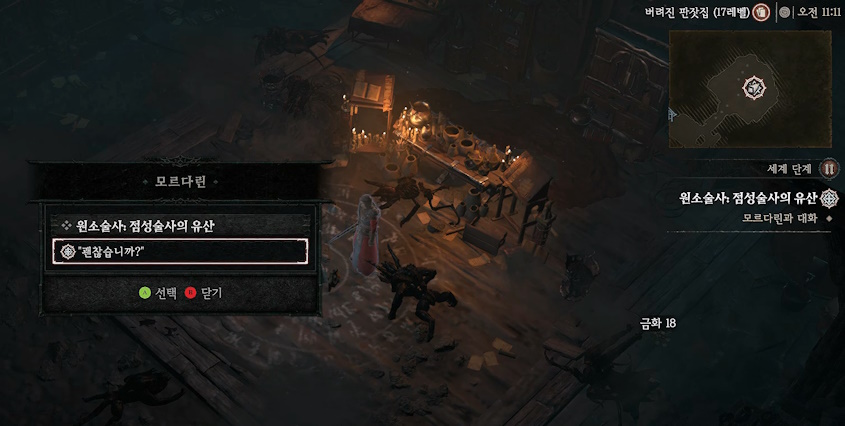 버려진 판잣집 (17레벨) 오전 11:11
모르다린
원소술사: 점성술사의 유산
"괜찮습니까?"
A 선택 B 닫기
세계 단계 II
원소술사: 점성술사의 유산
모르다린과 대화
금화 18